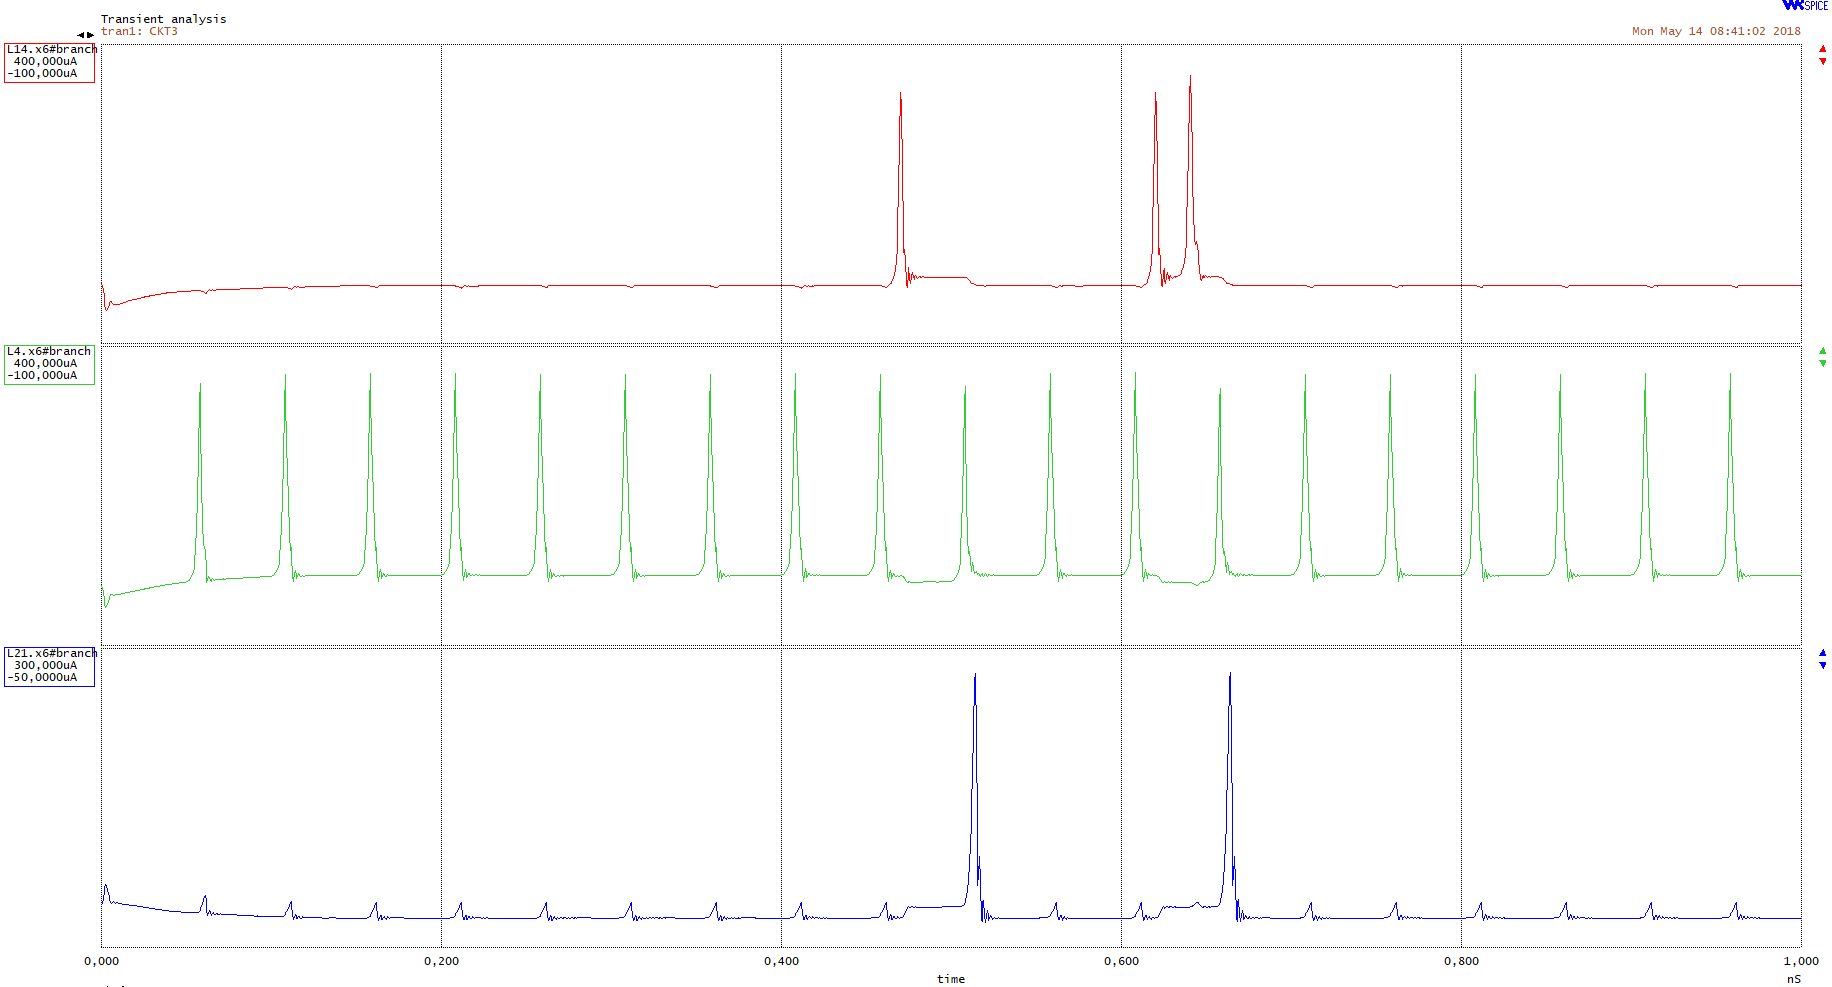 WRSPICE
Transient analysis
tran1: CKT3
Mon May 14 08:41:02 2018
L14.x6#branch
400,000uA
-100,000uA
L4.x6#branch
400,000uA
-100,000uA
L21.x6#branch
300,000uA
-50,0000uA
0,000 0,200 0,400 0,600 0,800 1,000
time
nS